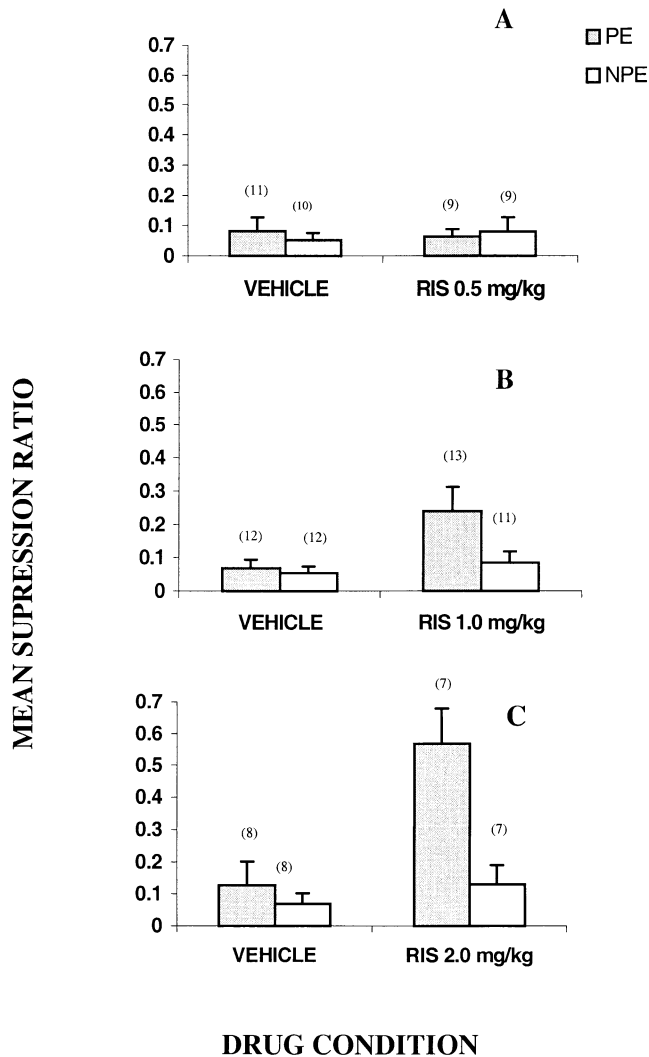 A
PE
NPE
0.7
0.6
0.5
0.4
0.3
0.2
0.1
0
(11)
(10)
(9)
(9)
VEHICLE
RIS 0.5 mg/kg
MEAN SUPRESSION RATIO
B
0.7
0.6
0.5
0.4
0.3
0.2
0.1
0
(12)
(12)
(13)
(11)
VEHICLE
RIS 1.0 mg/kg
C
0.7
0.6
0.5
0.4
0.3
0.2
0.1
0
(8)
(8)
(7)
(7)
VEHICLE
RIS 2.0 mg/kg
DRUG CONDITION